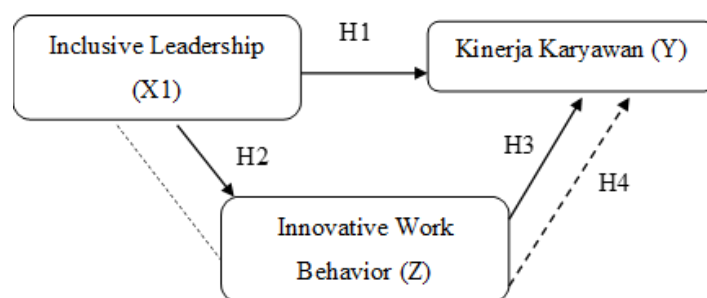 Inclusive Leadership
(X1)
H1
Kinerja Karyawan (Y)
H2
H3
H4
Innovative Work
Behavior (Z)